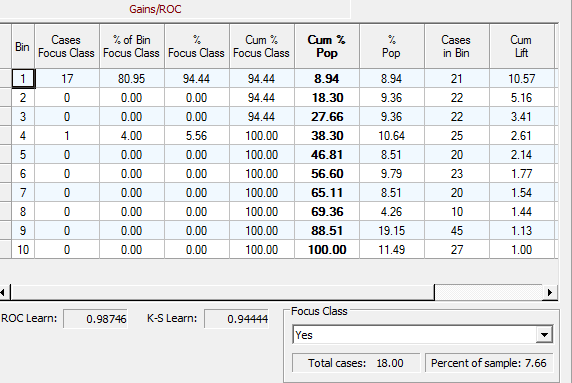 Gains/ROC
Bin Cases Focus Class % of Bin Focus Class % Focus Class Cum % Focus Class Cum % Pop % Pop Cases in Bin Cum Lift
1 17 80.95 94.44 94.44 8.94 8.94 21 10.57
2 0 0.00 0.00 94.44 18.30 9.36 22 5.16
3 0 0.00 0.00 94.44 27.66 9.36 22 3.41
4 1 4.00 5.56 100.00 38.30 10.64 25 2.61
5 0 0.00 0.00 100.00 46.81 8.51 20 2.14
6 0 0.00 0.00 100.00 56.60 9.79 23 1.77
7 0 0.00 0.00 100.00 65.11 8.51 20 1.54
8 0 0.00 0.00 100.00 69.36 4.26 10 1.44
9 0 0.00 0.00 100.00 88.51 19.15 45 1.13
10 0 0.00 0.00 100.00 100.00 11.49 27 1.00
ROC Learn: 0.98746 K-S Learn: 0.94444
Focus Class
Yes
Total cases: 18.00 Percent of sample: 7.66